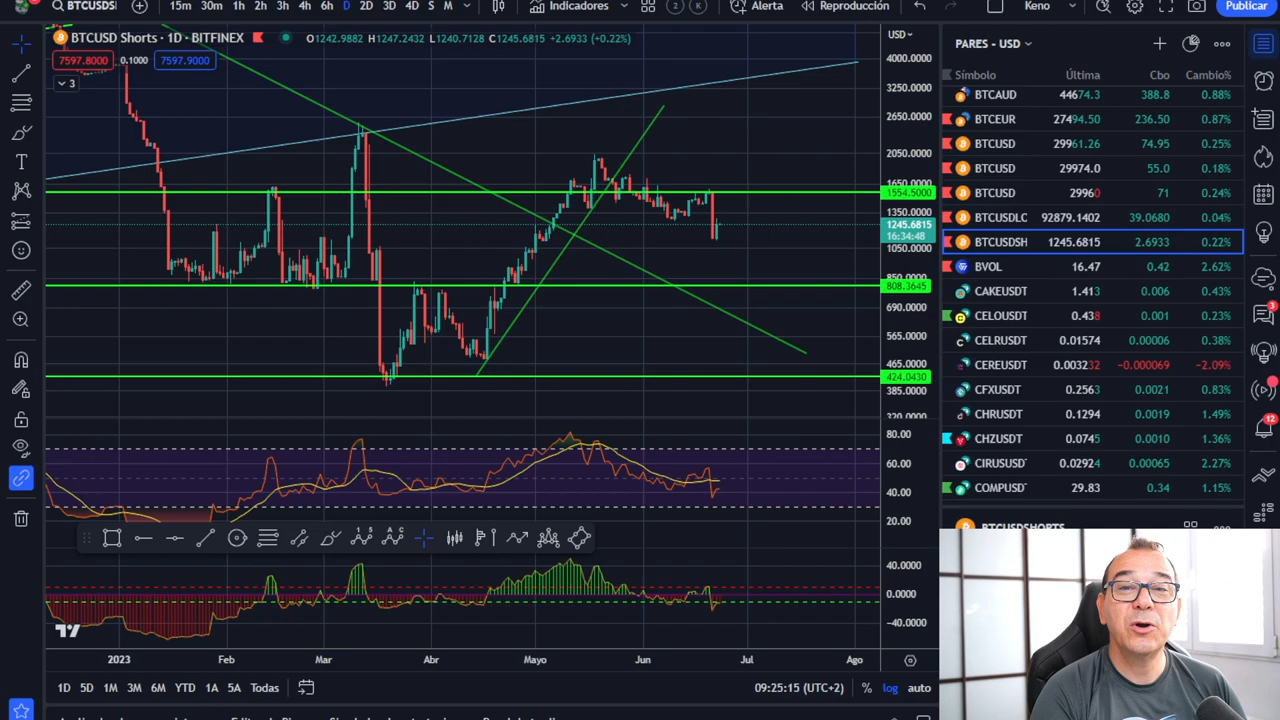 BTCUSDS 15m 30m 1h 2h 3h 4h 6h D 2D 3D 4D S M Indicadores 2 K Alerta Reproducción Keno Publicar
BTCUSD Shorts · 1D · BITFINEX O1242.9882 H1247.2432 L1240.7128 C1245.6815 +2.6933 (+0.22%)
7597.8000 0.1000 7597.9000
3
USD
4000.0000
3250.0000
2650.0000
2050.0000
1650.0000
1554.5000
1350.0000
1245.6815
16:34:48
1050.0000
850.0000
808.3645
690.0000
565.0000
465.0000
424.0430
385.0000
320.0000
80.00
60.00
40.00
20.00
40.0000
0.0000
−40.0000
2023 Feb Mar Abr Mayo Jun Jul Ago
1D 5D 1M 3M 6M YTD 1A 5A Todas 09:25:15 (UTC+2) % log auto
PARES - USD
Símbolo Última Cbo Cambio%
BTCAUD 44674.3 388.8 0.88%
BTCEUR 27494.50 236.50 0.87%
BTCUSD 29961.26 74.95 0.25%
BTCUSD 29974.0 55.0 0.18%
BTCUSD 29960 71 0.24%
BTCUSDLC 92879.1402 39.0680 0.04%
BTCUSDSH 1245.6815 2.6933 0.22%
BVOL 16.47 0.42 2.62%
CAKEUSDT 1.413 0.006 0.43%
CELOUSDT 0.438 0.001 0.23%
CELRUSDT 0.01574 0.00006 0.38%
CEREUSDT 0.003232 −0.000069 −2.09%
CFXUSDT 0.2563 0.0021 0.83%
CHRUSDT 0.1294 0.0019 1.49%
CHZUSDT 0.0745 0.0010 1.36%
CIRUSUSD 0.02924 0.00065 2.27%
COMPUSD 29.83 0.34 1.15%
BTCUSDSHORTS
3
12